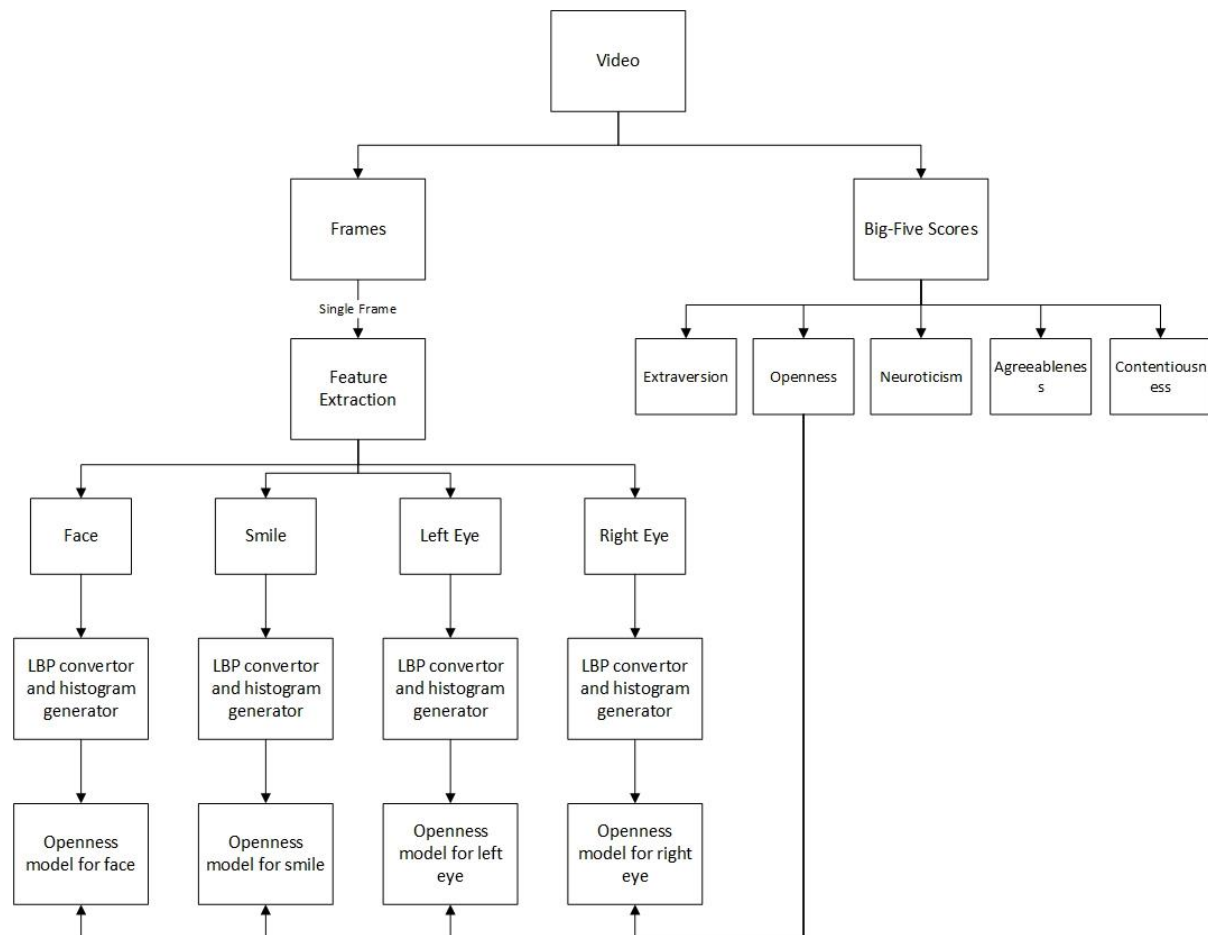 Video
Frames
Big-Five Scores
Single Frame
Feature
Extraction
Extraversion
Openness
Neuroticism
Agreeablenes
s
Contentiousn
ess
Face
Smile
Left Eye
Right Eye
LBP convertor
and histogram
generator
LBP convertor
and histogram
generator
LBP convertor
and histogram
generator
LBP convertor
and histogram
generator
Openness
model for face
Openness
model for smile
Openness
model for left
eye
Openness
model for right
eye